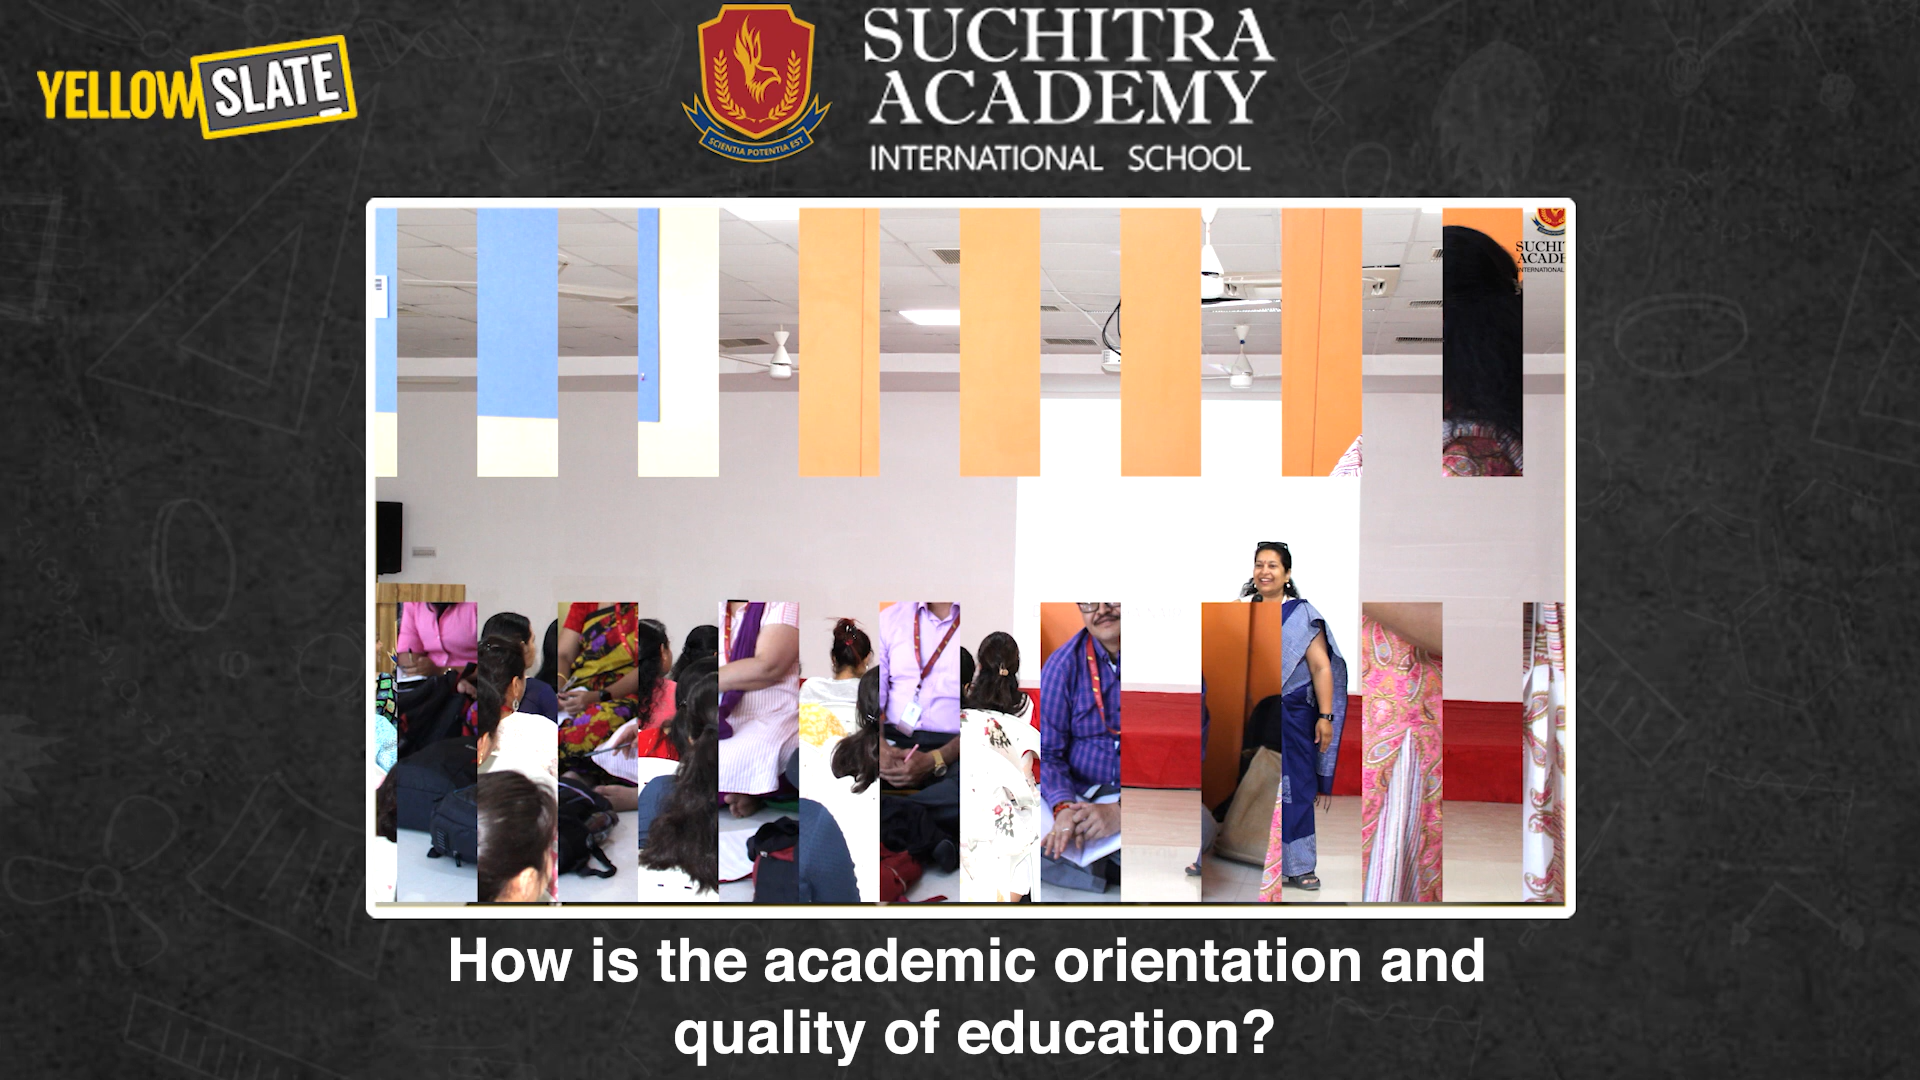 YELLOW SLATE
SUCHITRA
ACADEMY
INTERNATIONAL SCHOOL
SCIENTIA POTENTIA EST
How is the academic orientation and
quality of education?